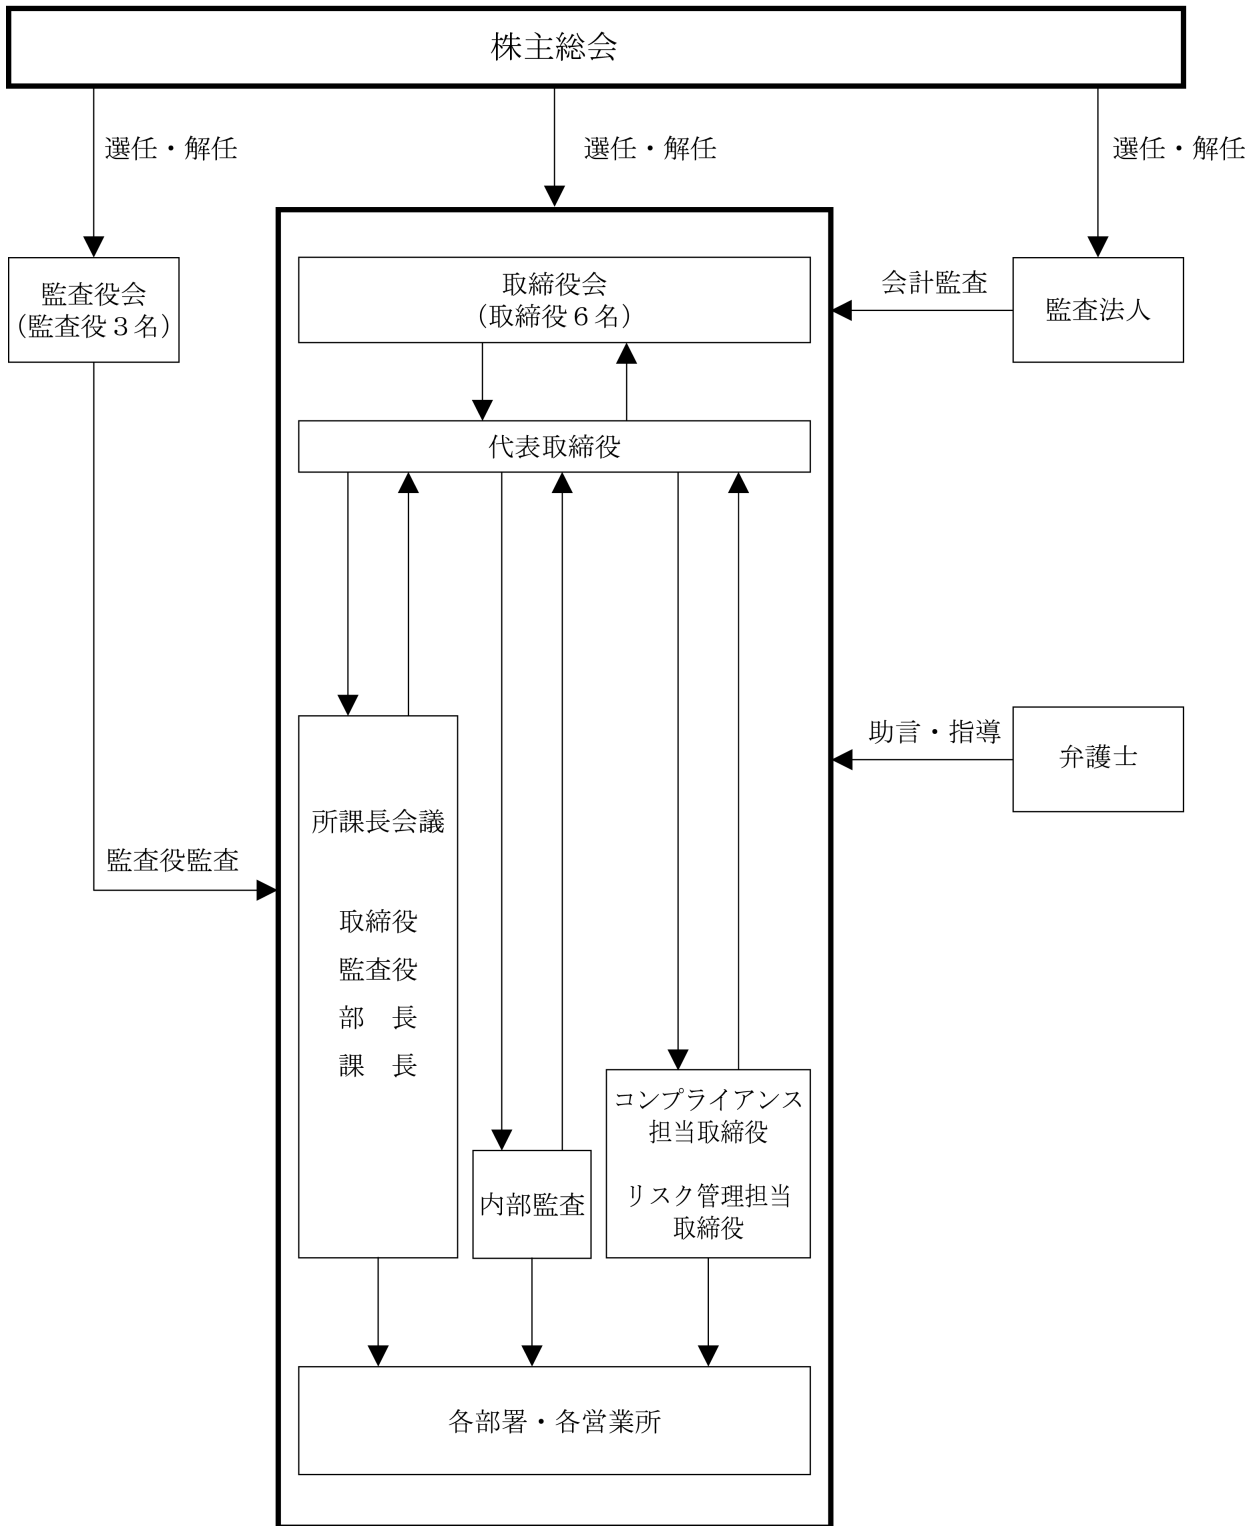 株主総会
選任・解任
選任・解任
選任・解任
監査役会
（監査役３名）
取締役会
（取締役６名）
会計監査
監査法人
代表取締役
助言・指導
弁護士
所課長会議
取締役
監査役
部　長
課　長
監査役監査
内部監査
コンプライアンス
担当取締役
リスク管理担当
取締役
各部署・各営業所